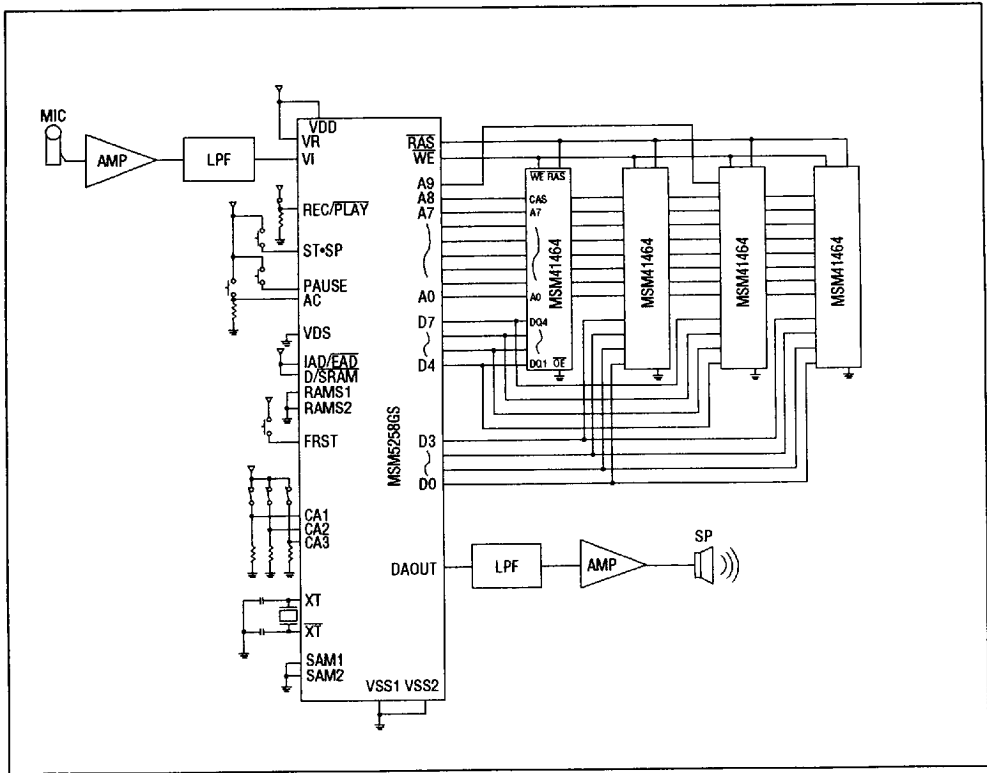 MIC
AMP
LPF
VDD
VR
VI
REC/PLAY
ST•SP
PAUSE
AC
VDS
IAD/EAD
D/SRAM
RAMS1
RAMS2
FRST
CA1
CA2
CA3
XT
XT
SAM1
SAM2
VSS1 VSS2
MSM5258GS
RAS
WE
A9
A8
A7
A0
D7
D4
D3
D0
DAOUT
WE RAS
CAS
A7
A0
DQ4
DQ1 OE
MSM41464
MSM41464
MSM41464
MSM41464
LPF
AMP
SP